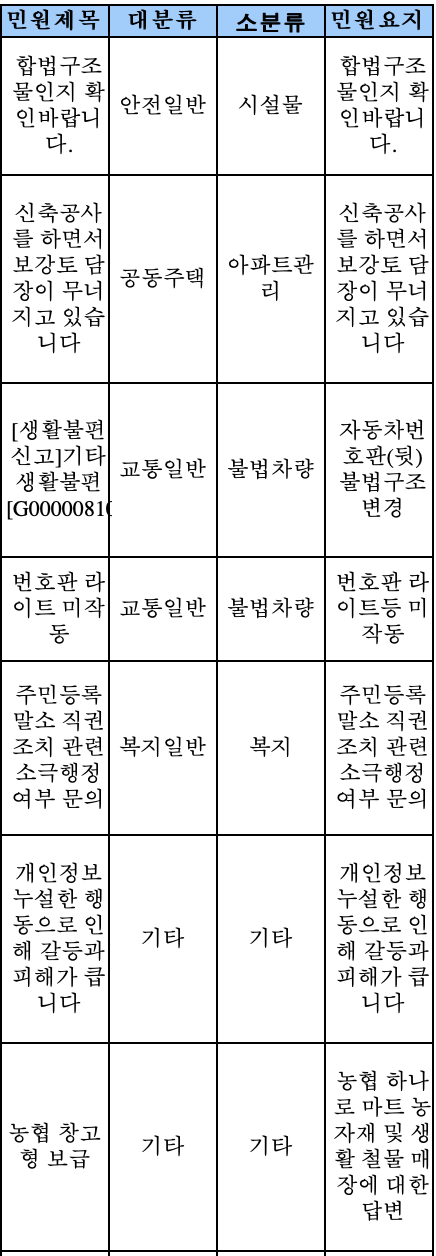 민원제목 대분류 소분류 민원요지
합법구조
물인지 확
인바랍니
다.
안전일반
시설물
합법구조
물인지 확
인바랍니
다.
신축공사
를 하면서
보강토 담
장이 무너
지고 있습
니다
공동주택
아파트관
리
신축공사
를 하면서
보강토 담
장이 무너
지고 있습
니다
[생활불편
신고]기타
생활불편
[G00000810
교통일반
불법차량
자동차번
호판(뒷)
불법구조
변경
번호판 라
이트 미작
동
교통일반
불법차량
번호판 라
이트등 미
작동
주민등록
말소 직권
조치 관련
소극행정
여부 문의
복지일반
복지
주민등록
말소 직권
조치 관련
소극행정
여부 문의
개인정보
누설한 행
동으로 인
해 갈등과
피해가 큽
니다
기타
기타
개인정보
누설한 행
동으로 인
해 갈등과
피해가 큽
니다
농협 창고
형 보급
기타
기타
농협 하나
로 마트 농
자재 및 생
활 철물 매
장에 대한
답변